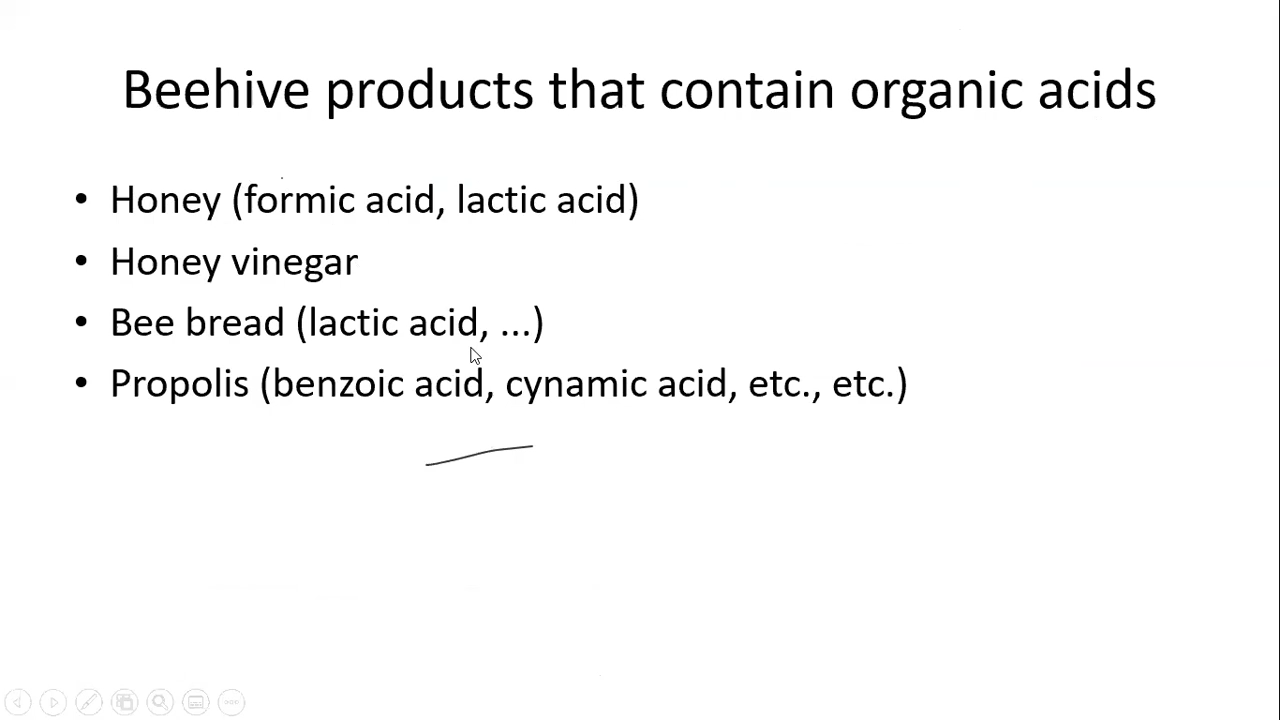 Beehive products that contain organic acids
• Honey (formic acid, lactic acid)
• Honey vinegar
• Bee bread (lactic acid, ...)
• Propolis (benzoic acid, cynamic acid, etc., etc.)